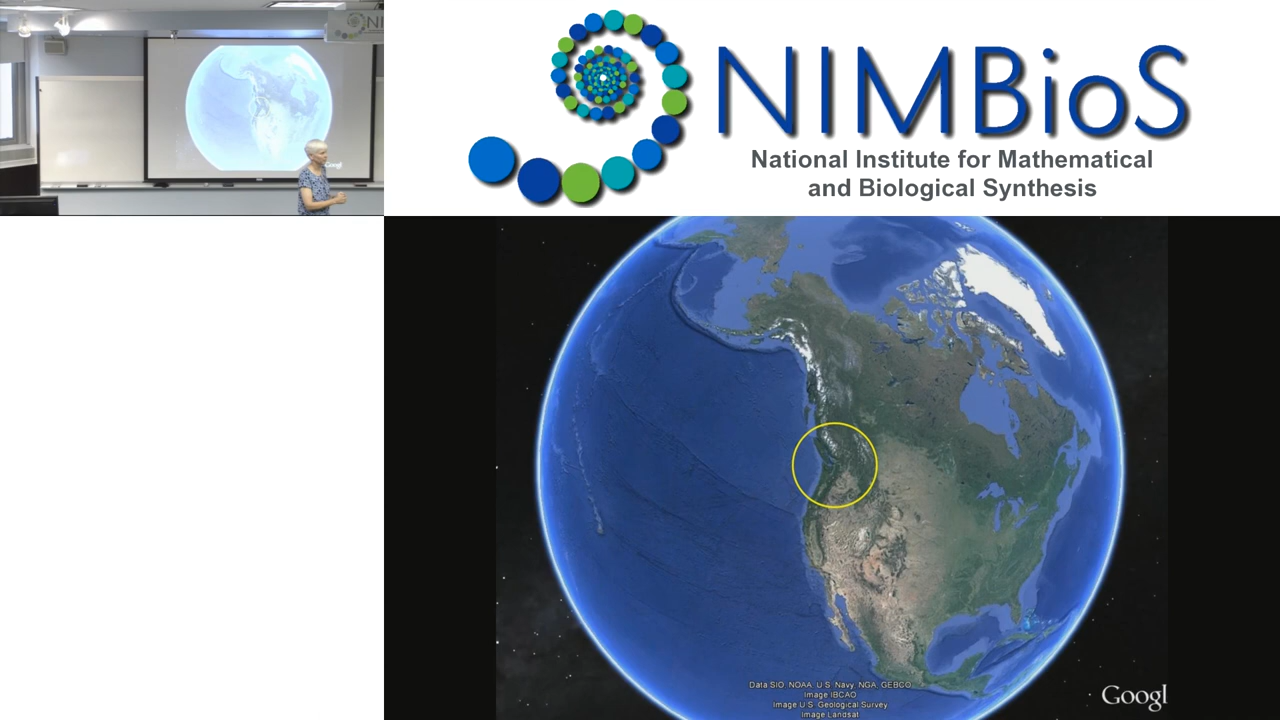 NIMBioS
National Institute for Mathematical
and Biological Synthesis
Data SIO, NOAA, U.S. Navy, NGA, GEBCO
Image IBCAO
Image U.S. Geological Survey
Image Landsat
Googl